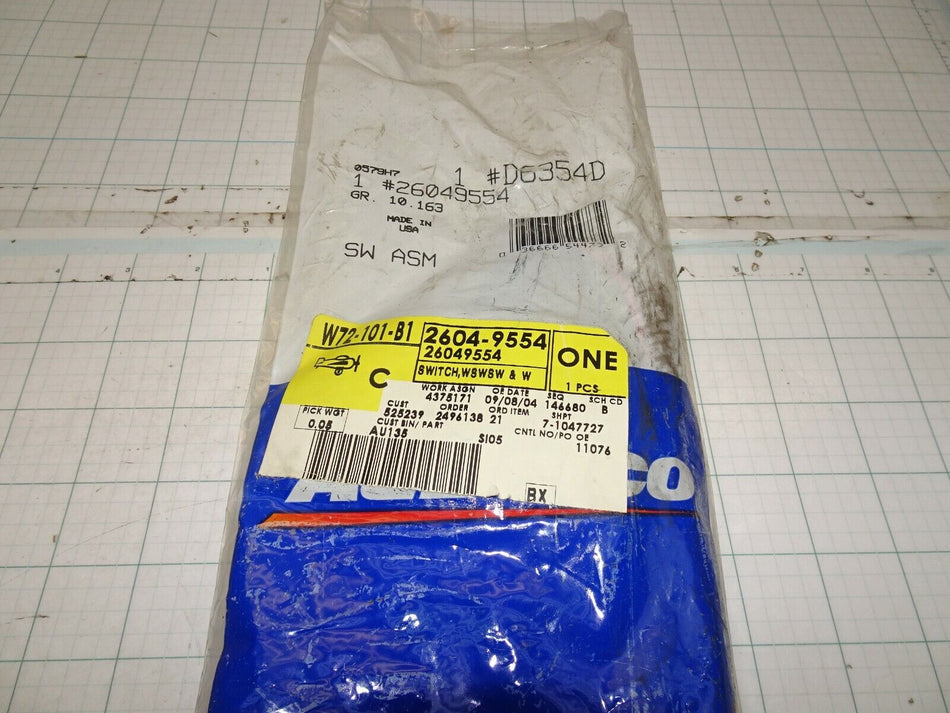 0579H7
1 #D6354D
1 #26049554
GR. 10.163
MADE IN
USA
SW ASM
W72-101-B1
2604-9554
26049554
SWITCH,WSWSW & W
ONE
1 PCS
C
WORK ASGN OE DATE SEQ SCH CD
4375171 09/08/04 146680 B
CUST ORDER ORD ITEM SHPT
525239 2496138 21 7-1047727
PICK WGT
0.05
CUST BIN/ PART CNTL NO/PO OE
AU135 SI05 11076
BX
CO